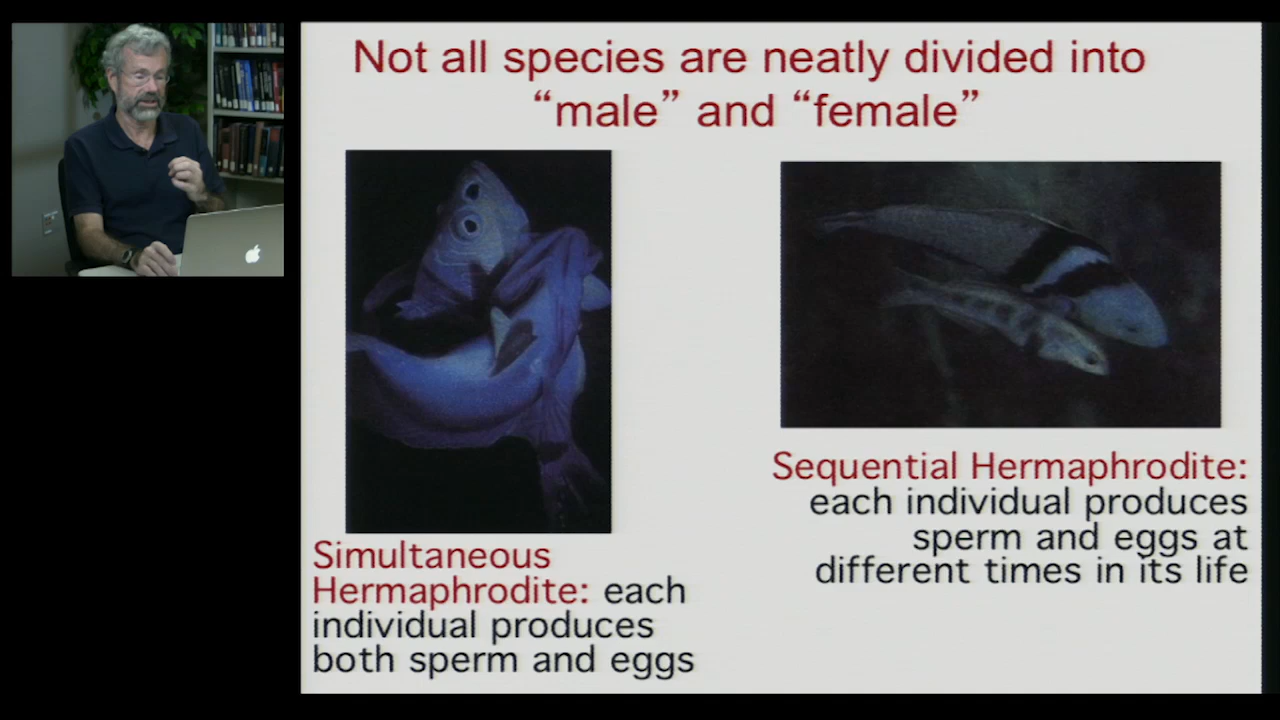 Not all species are neatly divided into
“male” and “female”
Simultaneous
Hermaphrodite: each
individual produces
both sperm and eggs
Sequential Hermaphrodite:
each individual produces
sperm and eggs at
different times in its life